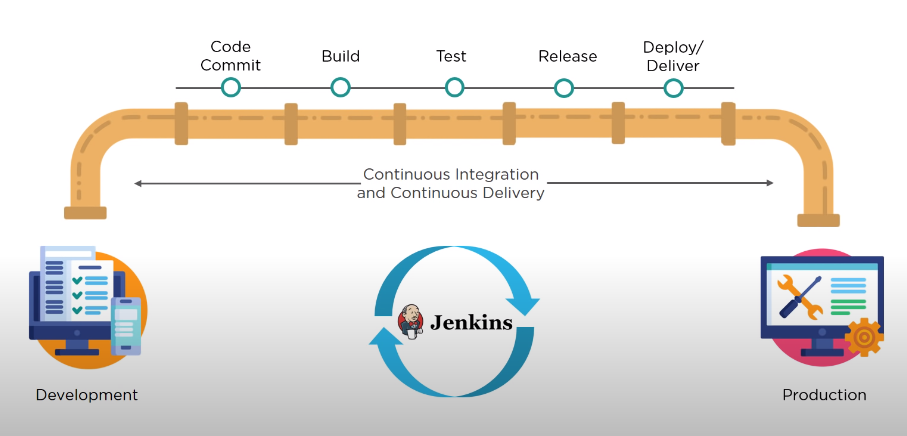 Code
Commit
Build
Test
Release
Deploy/
Deliver
Continuous Integration
and Continuous Delivery
Jenkins
Development
Production